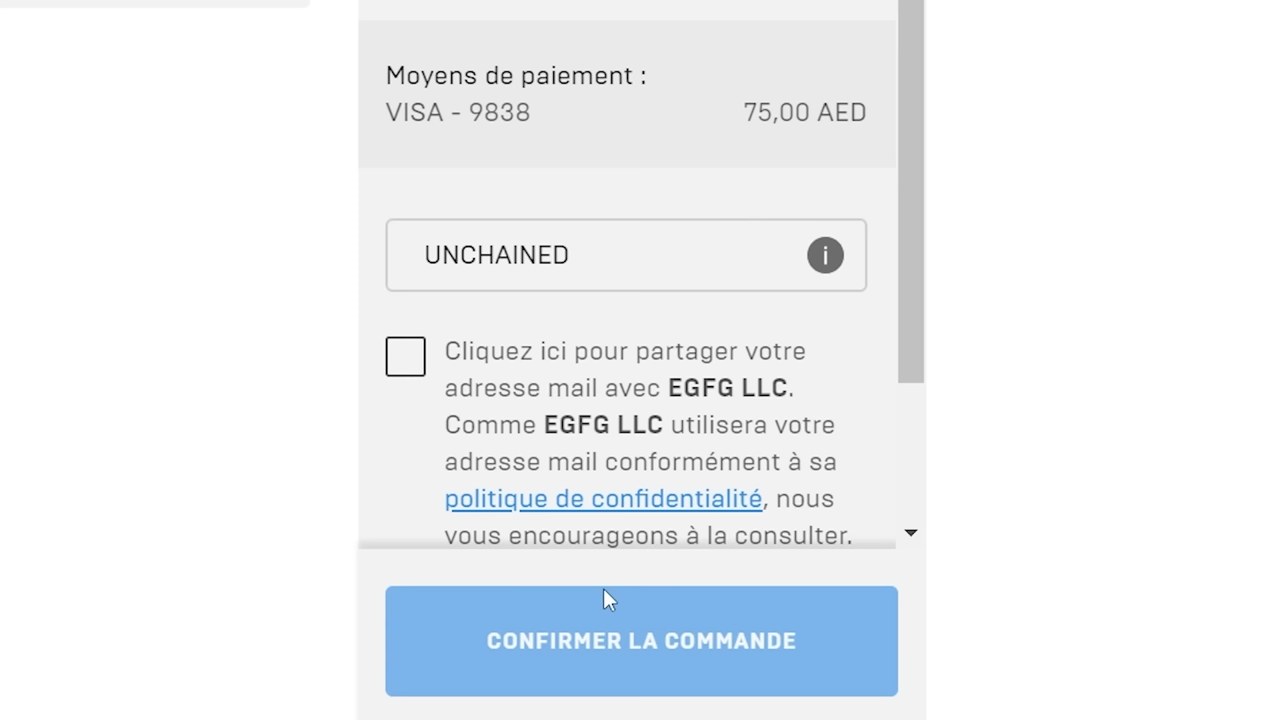 Moyens de paiement :
VISA - 9838 75,00 AED
UNCHAINED
i
Cliquez ici pour partager votre
adresse mail avec EGFG LLC.
Comme EGFG LLC utilisera votre
adresse mail conformément à sa
politique de confidentialité, nous
vous encourageons à la consulter.
CONFIRMER LA COMMANDE